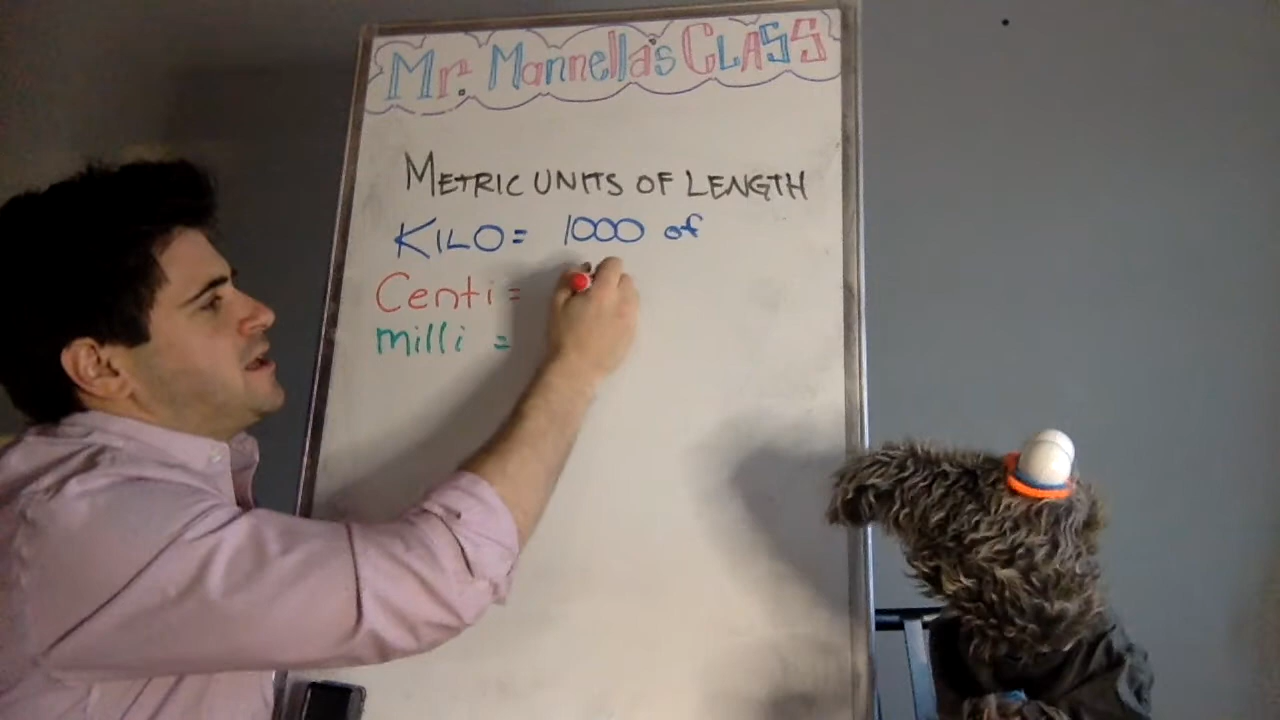 Mr. Mannella's CLASS
METRIC UNITS OF LENGTH
KILO = 1000 of
Centi =
milli =